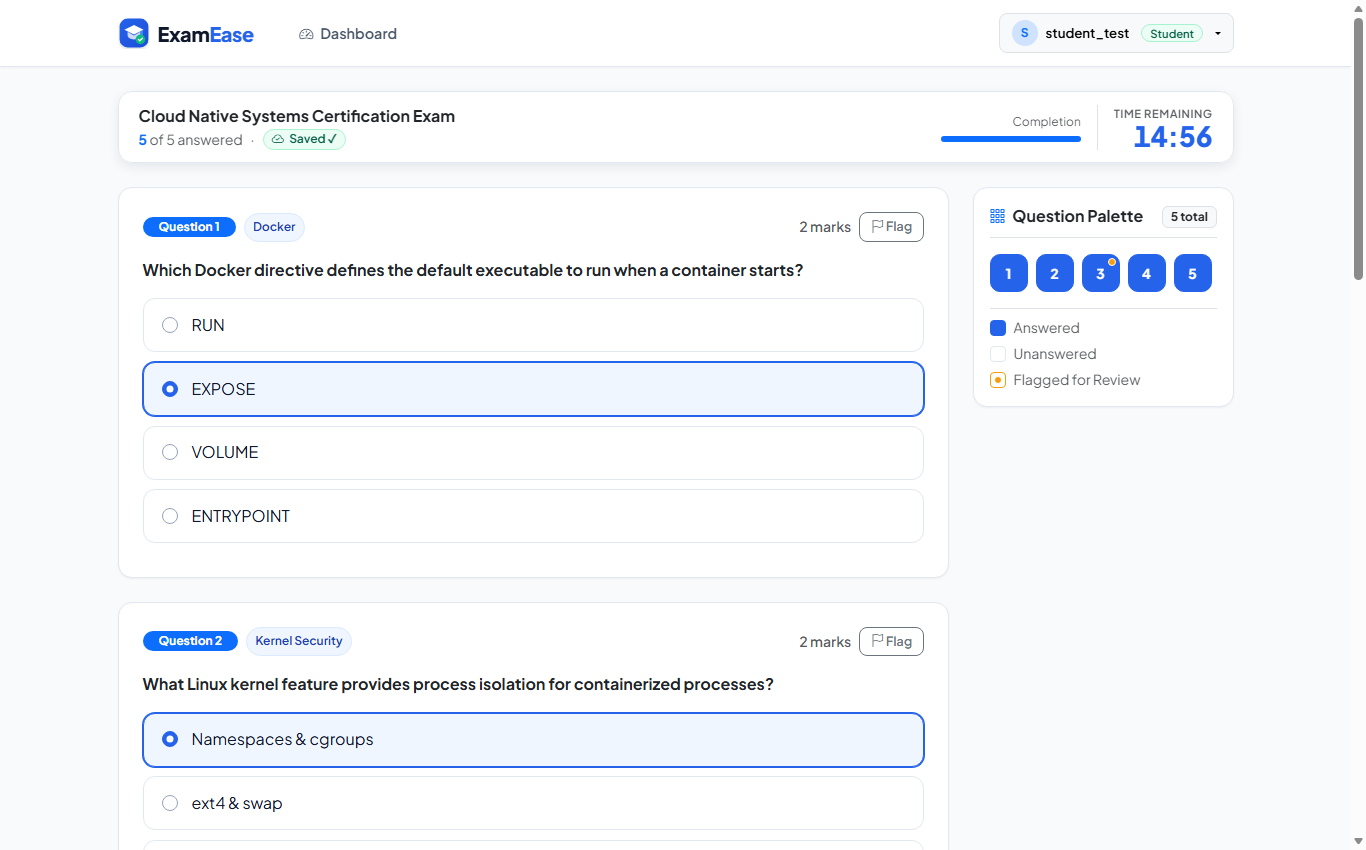 ExamEase
Dashboard
S student_test Student
Cloud Native Systems Certification Exam
5 of 5 answered · Saved ✓
Completion
TIME REMAINING
14:56
Question 1 Docker 2 marks Flag
Which Docker directive defines the default executable to run when a container starts?
RUN
EXPOSE
VOLUME
ENTRYPOINT
Question 2 Kernel Security 2 marks Flag
What Linux kernel feature provides process isolation for containerized processes?
Namespaces & cgroups
ext4 & swap
Question Palette 5 total
1 2 3 4 5
Answered
Unanswered
Flagged for Review